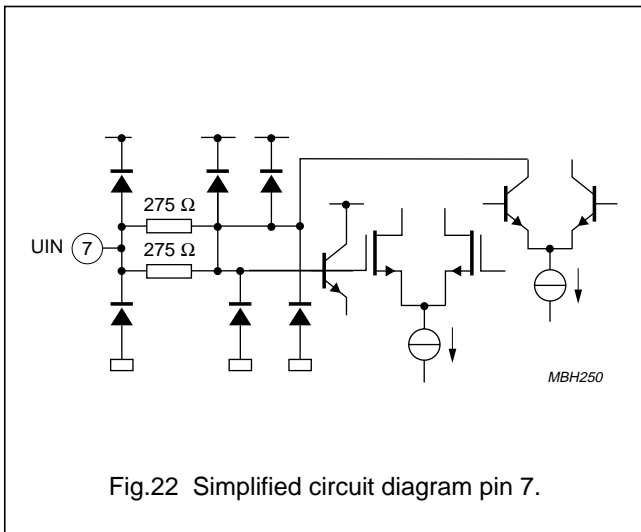 275 Ω
UIN 7
275 Ω
MBH250
Fig.22 Simplified circuit diagram pin 7.